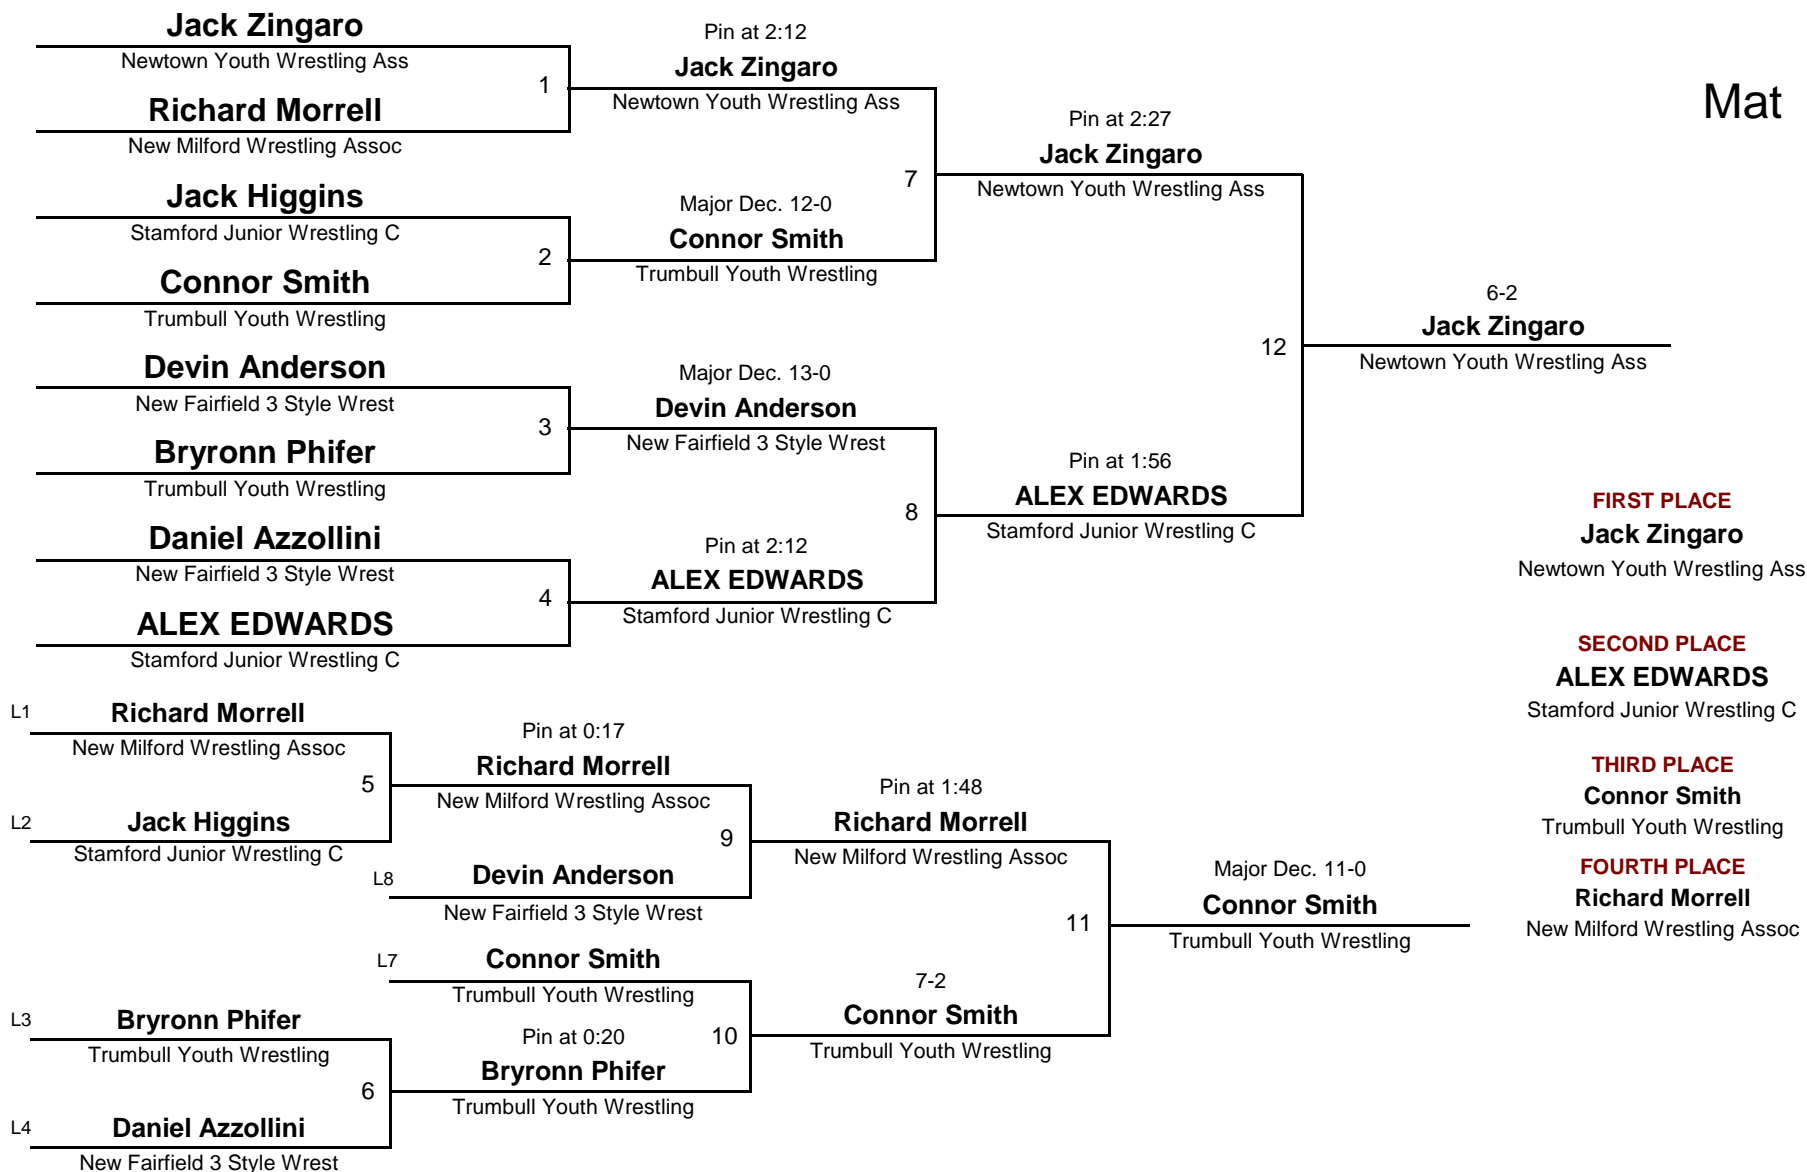 Jack Zingaro
Newtown Youth Wrestling Ass
1
Richard Morrell
New Milford Wrestling Assoc
Jack Higgins
Stamford Junior Wrestling C
2
Connor Smith
Trumbull Youth Wrestling
Devin Anderson
New Fairfield 3 Style Wrest
3
Bryronn Phifer
Trumbull Youth Wrestling
Daniel Azzollini
New Fairfield 3 Style Wrest
4
ALEX EDWARDS
Stamford Junior Wrestling C
Pin at 2:12
Jack Zingaro
Newtown Youth Wrestling Ass
7
Major Dec. 12-0
Connor Smith
Trumbull Youth Wrestling
Major Dec. 13-0
Devin Anderson
New Fairfield 3 Style Wrest
8
Pin at 2:12
ALEX EDWARDS
Stamford Junior Wrestling C
Pin at 2:27
Jack Zingaro
Newtown Youth Wrestling Ass
12
Pin at 1:56
ALEX EDWARDS
Stamford Junior Wrestling C
6-2
Jack Zingaro
Newtown Youth Wrestling Ass
Mat
L1
Richard Morrell
New Milford Wrestling Assoc
5
L2
Jack Higgins
Stamford Junior Wrestling C
L3
Bryronn Phifer
Trumbull Youth Wrestling
6
L4
Daniel Azzollini
New Fairfield 3 Style Wrest
Pin at 0:17
Richard Morrell
New Milford Wrestling Assoc
9
L8
Devin Anderson
New Fairfield 3 Style Wrest
L7
Connor Smith
Trumbull Youth Wrestling
10
Pin at 0:20
Bryronn Phifer
Trumbull Youth Wrestling
Pin at 1:48
Richard Morrell
New Milford Wrestling Assoc
11
7-2
Connor Smith
Trumbull Youth Wrestling
Major Dec. 11-0
Connor Smith
Trumbull Youth Wrestling
FIRST PLACE
Jack Zingaro
Newtown Youth Wrestling Ass
SECOND PLACE
ALEX EDWARDS
Stamford Junior Wrestling C
THIRD PLACE
Connor Smith
Trumbull Youth Wrestling
FOURTH PLACE
Richard Morrell
New Milford Wrestling Assoc